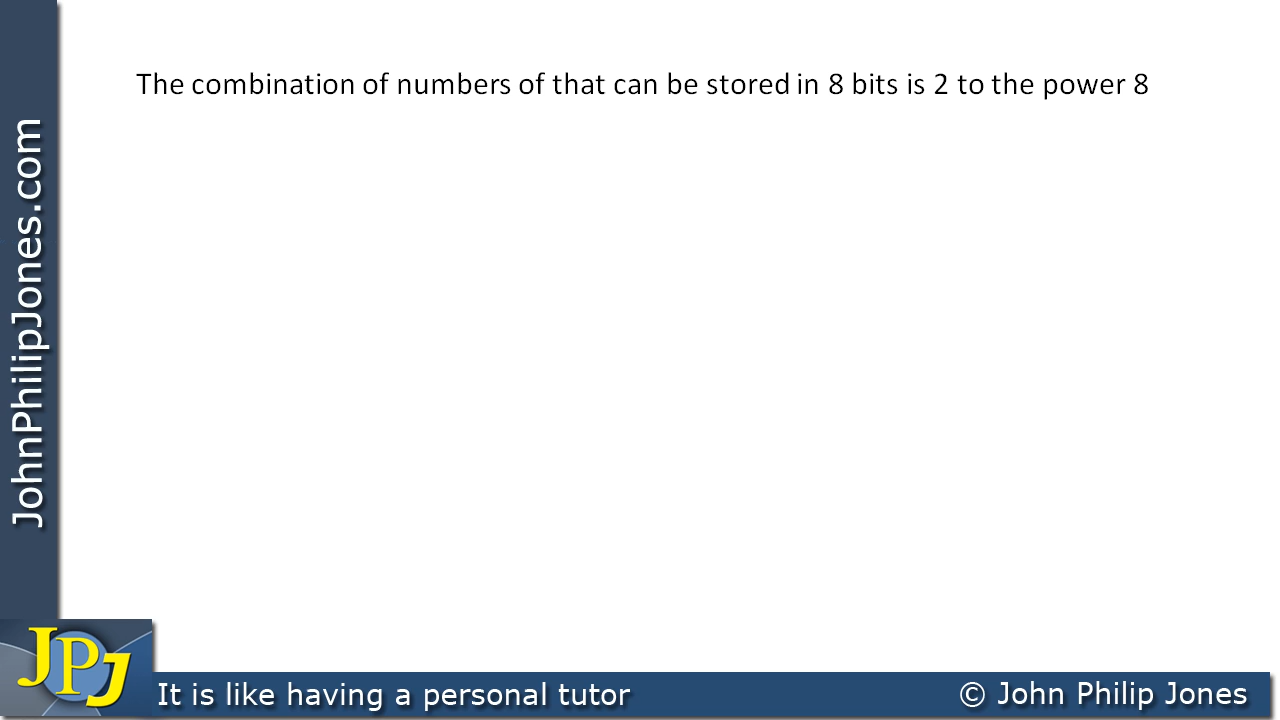 The combination of numbers of that can be stored in 8 bits is 2 to the power 8
JohnPhilipJones.com
JPJ
It is like having a personal tutor
© John Philip Jones